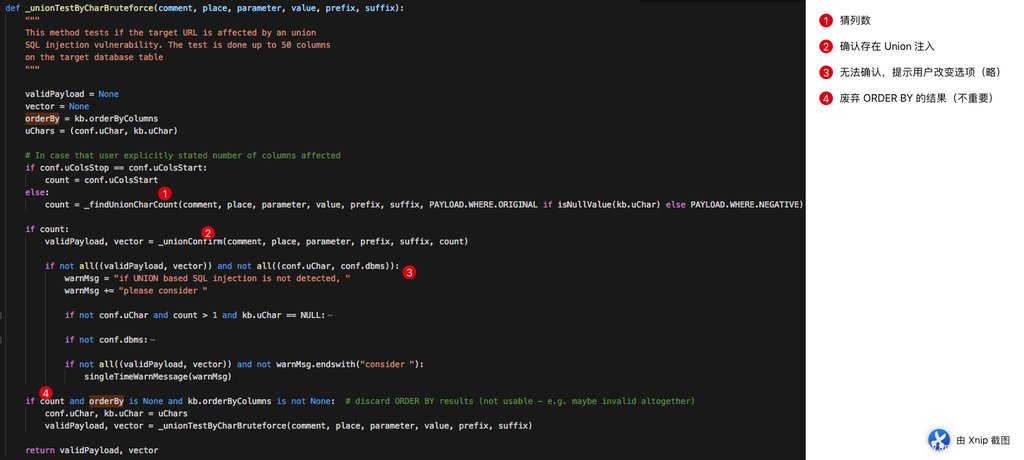 def _unionTestByCharBruteforce(comment, place, parameter, value, prefix, suffix):
"""
This method tests if the target URL is affected by an union
SQL injection vulnerability. The test is done up to 50 columns
on the target database table
"""
validPayload = None
vector = None
orderBy = kb.orderByColumns
uChars = (conf.uChar, kb.uChar)
# In case that user explicitly stated number of columns affected
if conf.uColsStop == conf.uColsStart:
count = conf.uColsStart
else:
1
count = _findUnionCharCount(comment, place, parameter, value, prefix, suffix, PAYLOAD.WHERE.ORIGINAL if isNullValue(kb.uChar) else PAYLOAD.WHERE.NEGATIVE)
if count:
2
validPayload, vector = _unionConfirm(comment, place, parameter, prefix, suffix, count)
if not all((validPayload, vector)) and not all((conf.uChar, conf.dbms)):
3
warnMsg = "if UNION based SQL injection is not detected, "
warnMsg += "please consider "
if not conf.uChar and count > 1 and kb.uChar == NULL:⋯
if not conf.dbms:⋯
if not all((validPayload, vector)) and not warnMsg.endswith("consider "):
singleTimeWarnMessage(warnMsg)
4
if count and orderBy is None and kb.orderByColumns is not None:  # discard ORDER BY results (not usable - e.g. maybe invalid altogether)
conf.uChar, kb.uChar = uChars
validPayload, vector = _unionTestByCharBruteforce(comment, place, parameter, value, prefix, suffix)
return validPayload, vector
1 猜列数
2 确认存在 Union 注入
3 无法确认，提示用户改变选项（略）
4 废弃 ORDER BY 的结果（不重要）
由 Xnip 截图